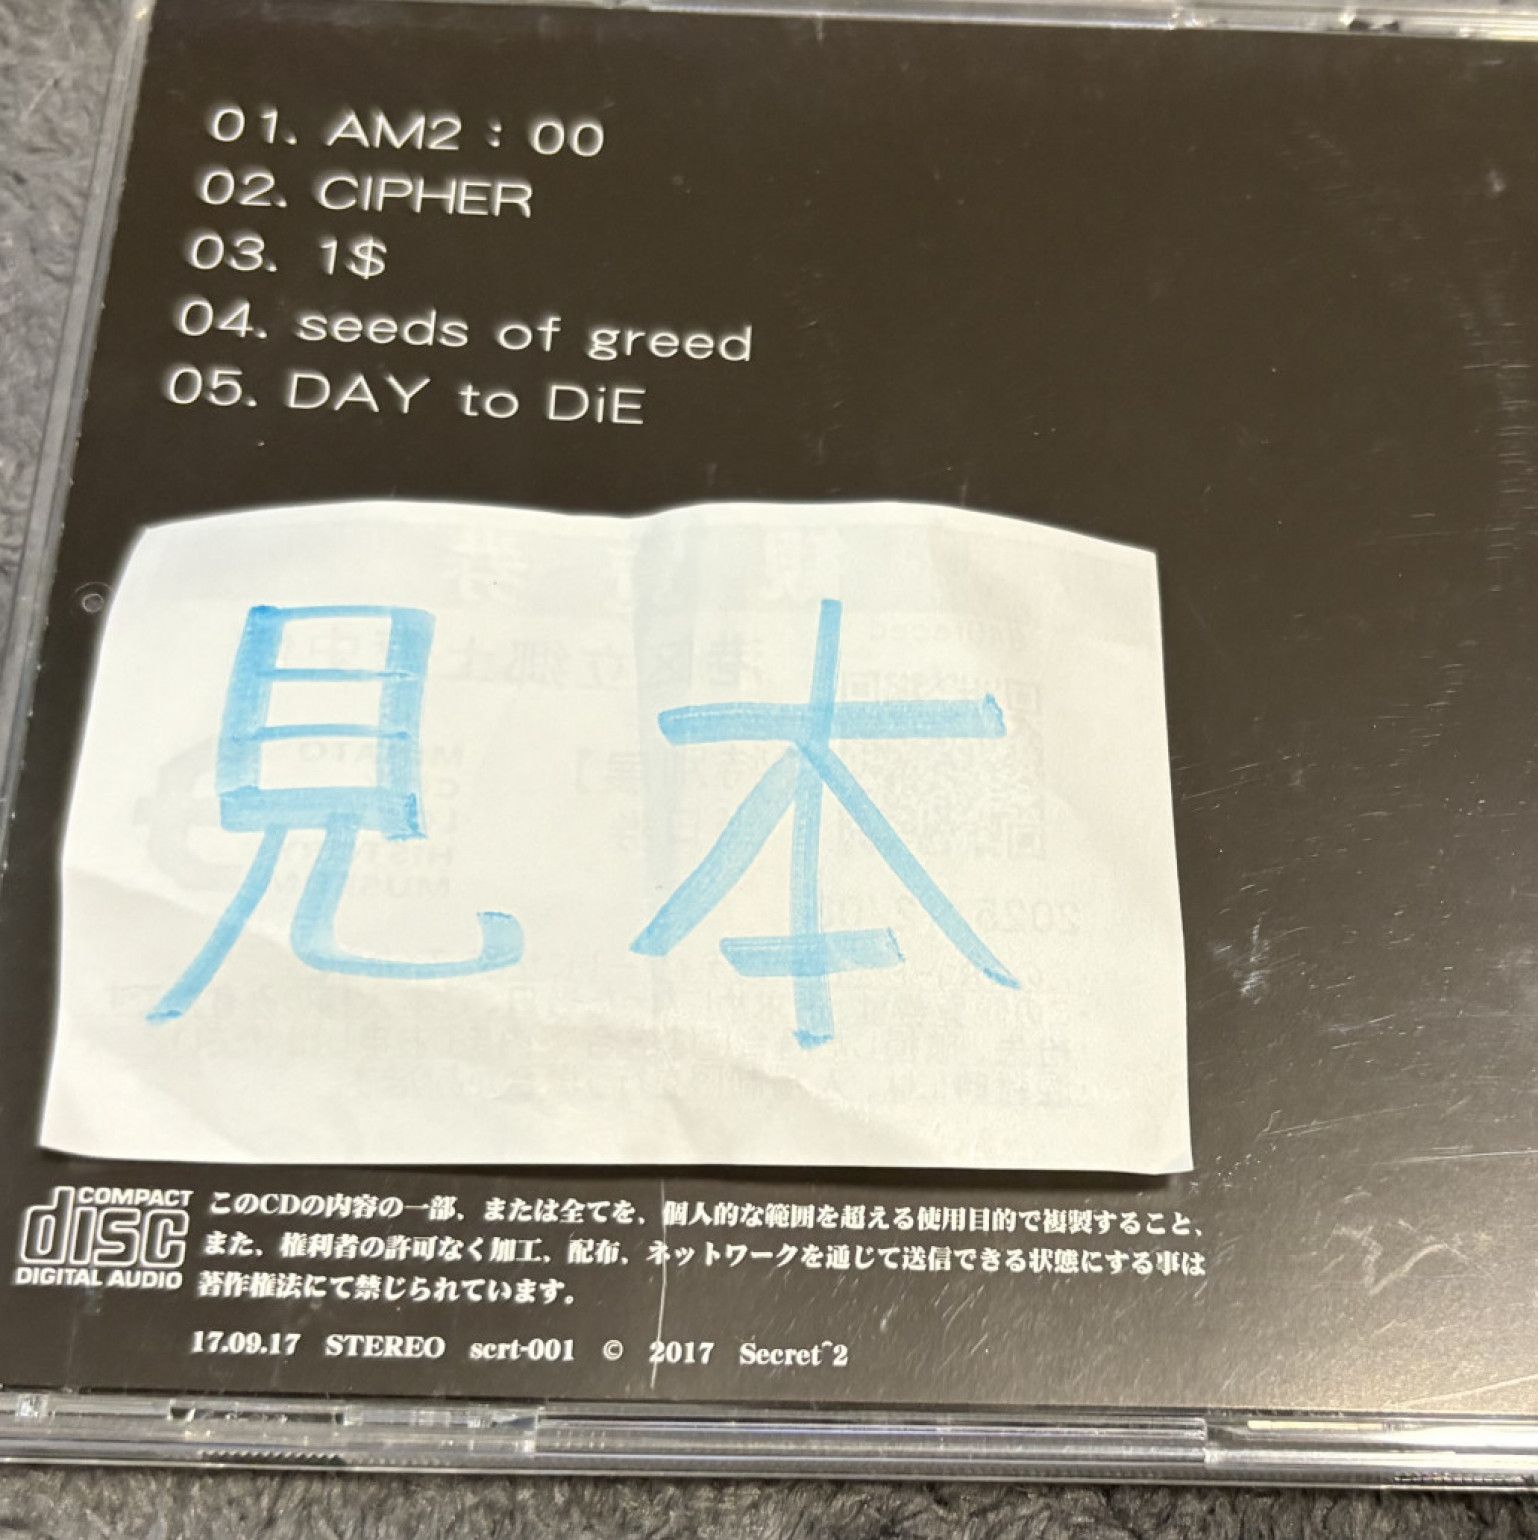 01. AM2：00
02. CIPHER
03. 1$
04. seeds of greed
05. DAY to DiE
見本
COMPACT
disc
DIGITAL AUDIO
このCDの内容の一部、または全てを、個人的な範囲を超える使用目的で複製すること、
また、権利者の許可なく加工、配布、ネットワークを通じて送信できる状態にする事は
著作権法にて禁じられています。
17.09.17 STEREO scrt-001 © 2017 Secret^2